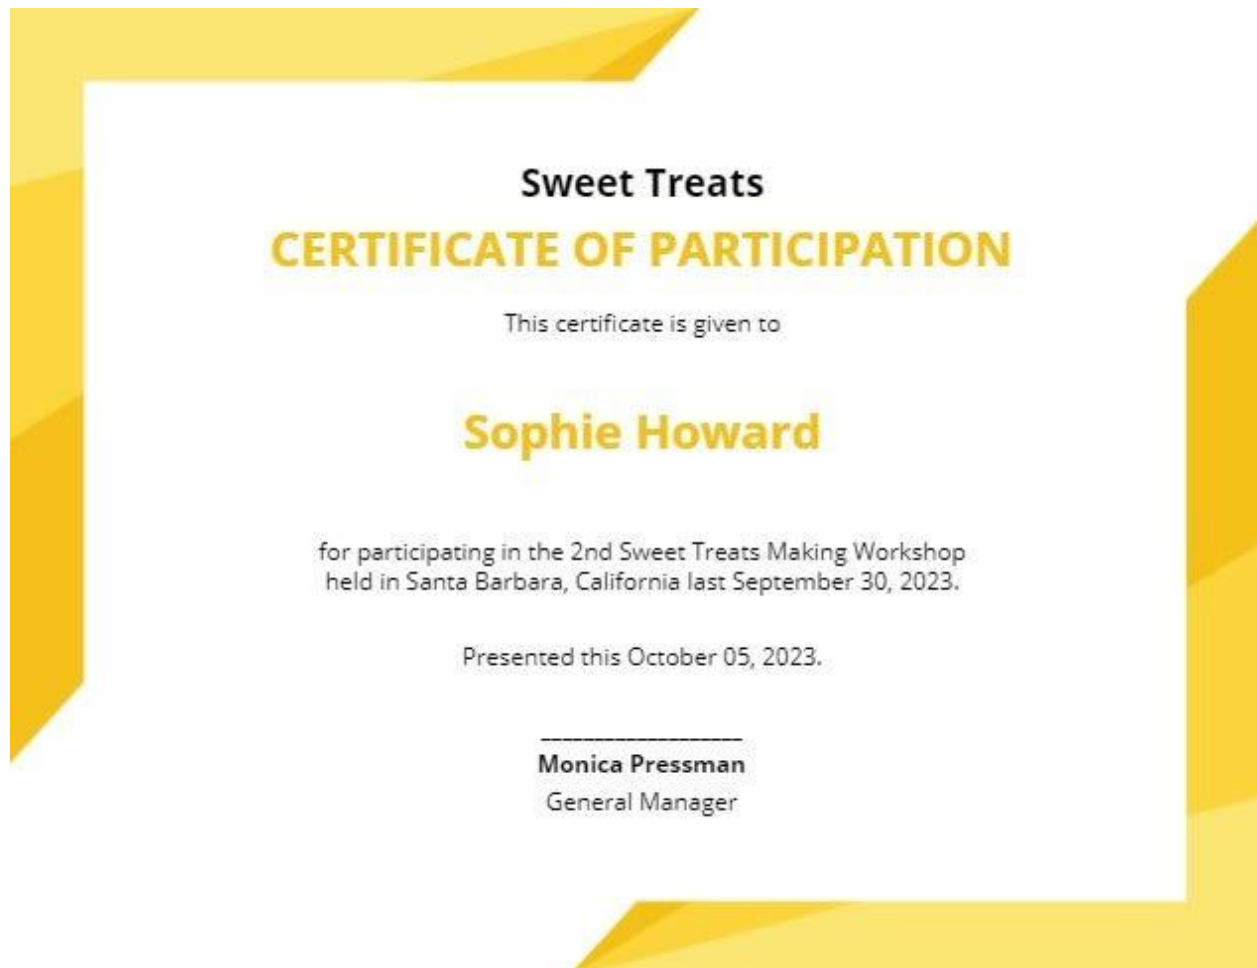 Sweet Treats
CERTIFICATE OF PARTICIPATION
This certificate is given to
Sophie Howard
for participating in the 2nd Sweet Treats Making Workshop
held in Santa Barbara, California last September 30, 2023.
Presented this October 05, 2023.
___________________
Monica Pressman
General Manager